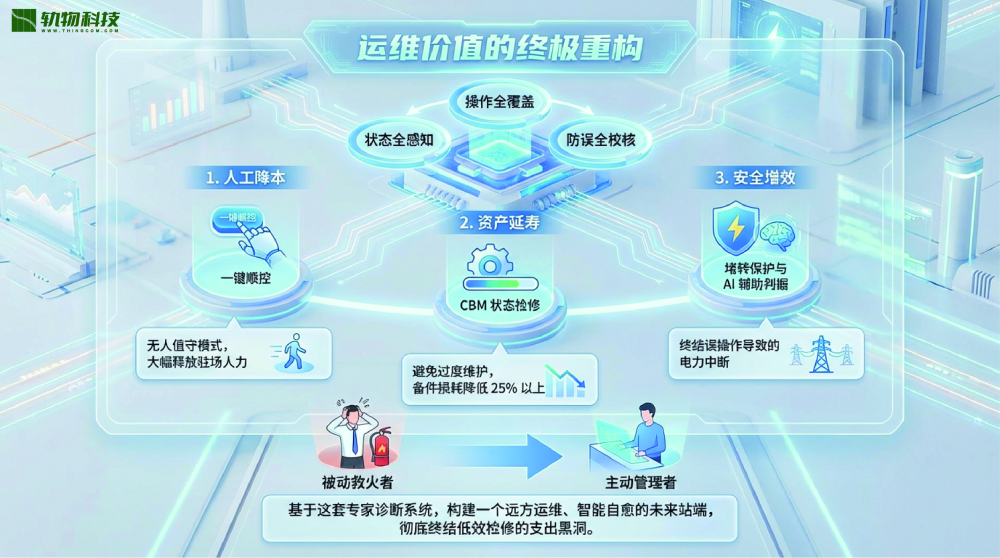 轨物科技
WWW.THINGCOM.COM
运维价值的终极重构
操作全覆盖
状态全感知
防误全校核
1. 人工降本
一键顺控
一键顺控
无人值守模式，
大幅释放驻场人力
2. 资产延寿
CBM 状态检修
避免过度维护，
备件损耗降低 25% 以上
3. 安全增效
堵转保护与
AI 辅助判据
终结误操作导致的
电力中断
被动救火者
主动管理者
基于这套专家诊断系统，构建一个远方运维、智能自愈的未来站端，
彻底终结低效检修的支出黑洞。